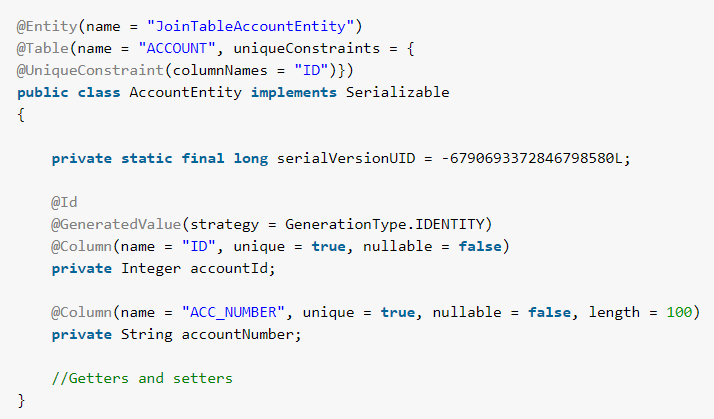 @Entity(name = "JoinTableAccountEntity")
@Table(name = "ACCOUNT", uniqueConstraints = {
@UniqueConstraint(columnNames = "ID")})
public class AccountEntity implements Serializable
{
    private static final long serialVersionUID = -6790693372846798580L;
    @Id
    @GeneratedValue(strategy = GenerationType.IDENTITY)
    @Column(name = "ID", unique = true, nullable = false)
    private Integer accountId;
    @Column(name = "ACC_NUMBER", unique = true, nullable = false, length = 100)
    private String accountNumber;
    //Getters and setters
}